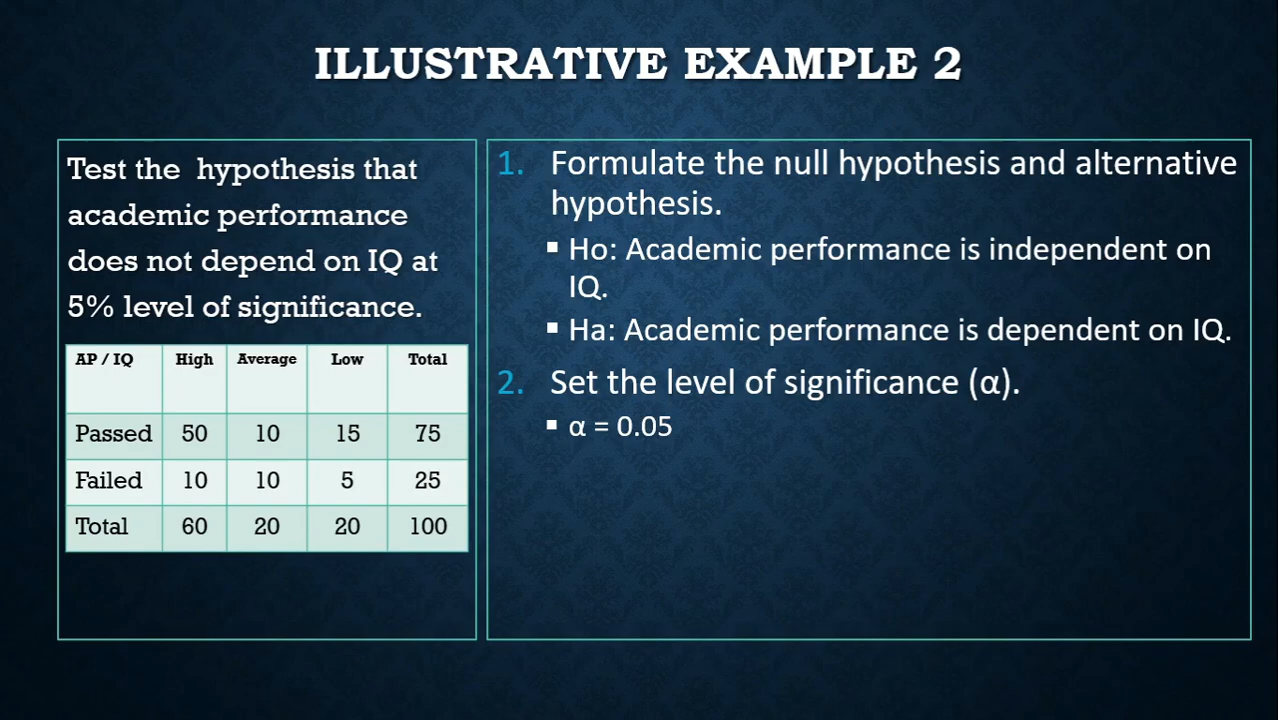 ILLUSTRATIVE EXAMPLE 2
Test the hypothesis that
academic performance
does not depend on IQ at
5% level of significance.
AP / IQ High Average Low Total
Passed 50 10 15 75
Failed 10 10 5 25
Total 60 20 20 100
1. Formulate the null hypothesis and alternative
hypothesis.
▪ Ho: Academic performance is independent on
IQ.
▪ Ha: Academic performance is dependent on IQ.
2. Set the level of significance (α).
▪ α = 0.05